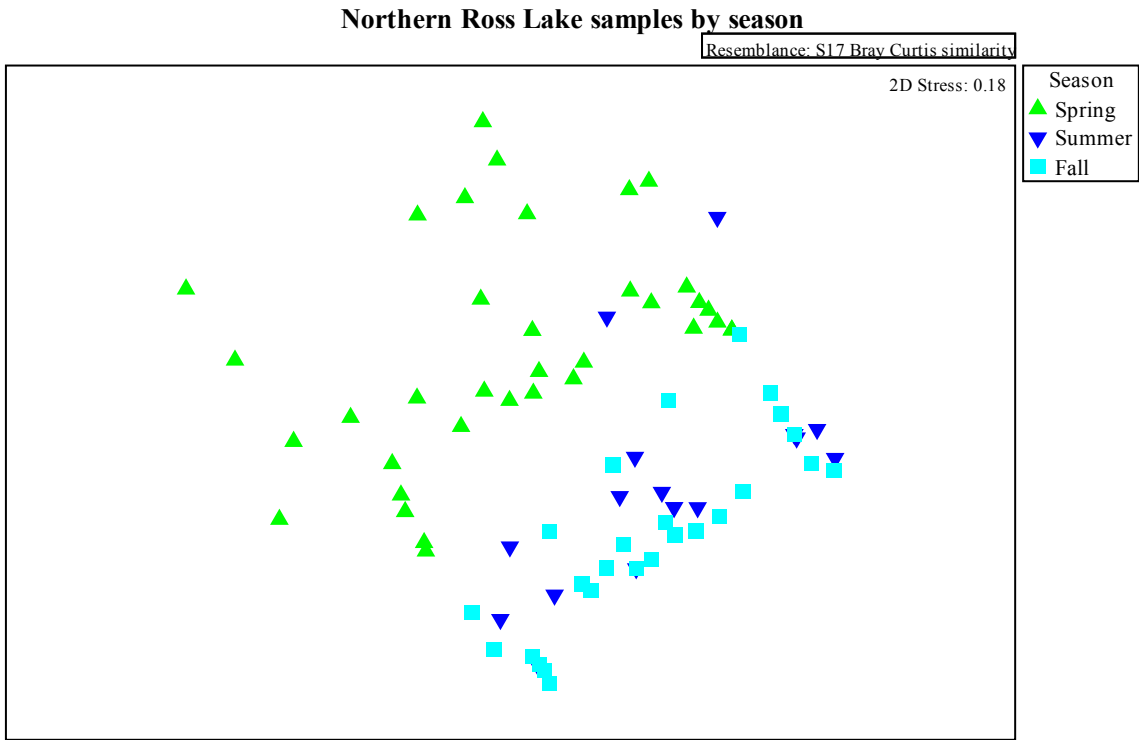 Northern Ross Lake samples by season
Resemblance: S17 Bray Curtis similarity
2D Stress: 0.18
Season
Spring
Summer
Fall